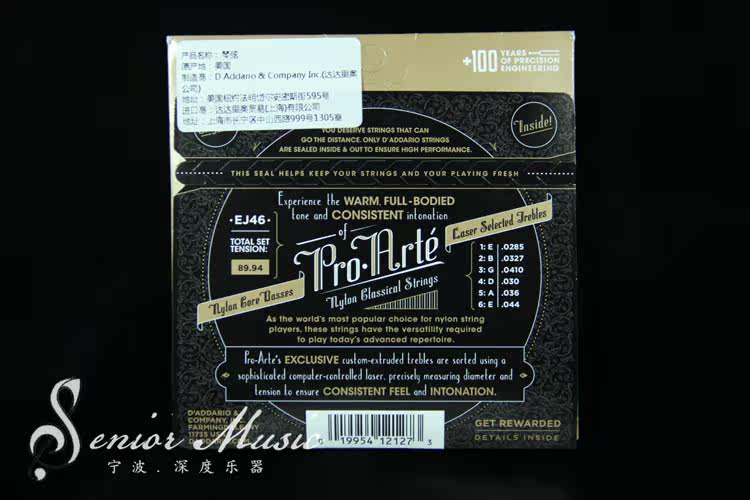 产品名称: 琴弦
原产地: 美国
制造商: D Addario & Company Inc.(达达里奥
公司)
地址: 美国纽约法明岱尔史密斯街595号
进口商: 达达里奥贸易(上海)有限公司
地址: 上海市长宁区中山西路999号1305室
+100 YEARS OF PRECISION ENGINEERING
YOU DESERVE STRINGS THAT CAN
GO THE DISTANCE. ONLY D'ADDARIO STRINGS
ARE SEALED INSIDE & OUT TO ENSURE HIGH PERFORMANCE.
Inside!
THIS SEAL HELPS KEEP YOUR STRINGS AND YOUR PLAYING FRESH
Experience the WARM, FULL-BODIED
tone and CONSISTENT intonation
of
·EJ46·
TOTAL SET
TENSION:
89.94
Pro·Arté
Nylon Classical Strings
Laser Selected Trebles
1: E .0285
2: B .0327
3: G .0410
4: D .030
5: A .036
6: E .044
Nylon Core Basses
As the world's most popular choice for nylon string
players, these strings have the versatility required
to play today's advanced repertoire.
Pro-Arte's EXCLUSIVE custom-extruded trebles are sorted using a
sophisticated computer-controlled laser, precisely measuring diameter and
tension to ensure CONSISTENT FEEL and INTONATION.
D'ADDARIO &
COMPANY, INC.
FARMINGDALE, NY
11735 USA
19954 12127 3
GET REWARDED
DETAILS INSIDE
Senior Music
宁波.深度乐器